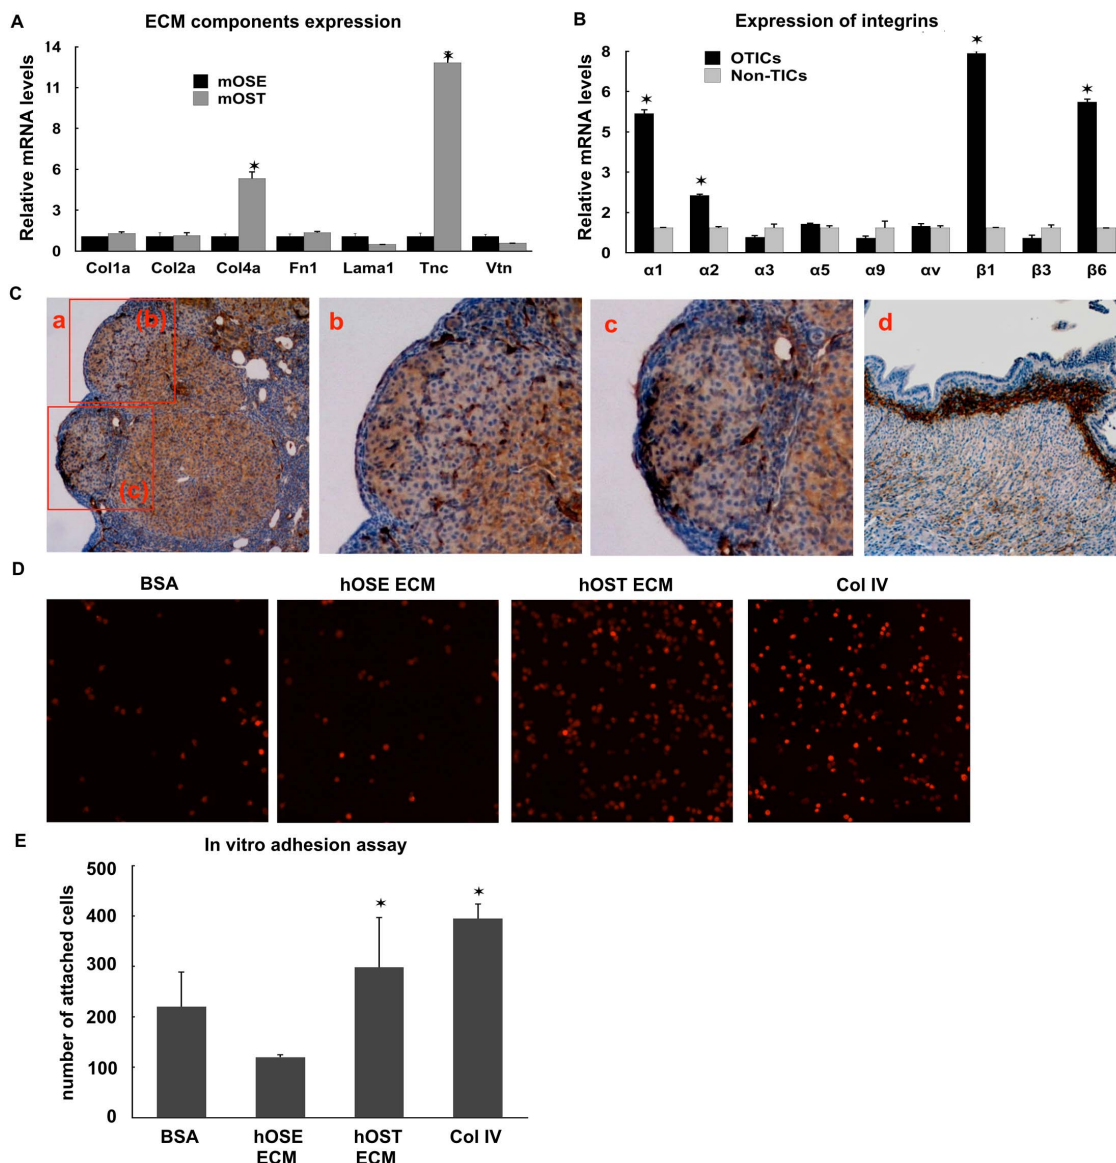 A
ECM components expression
Relative mRNA levels
14
11
8
6
3
0
mOSE
mOST
Col1a Col2a Col4a Fn1 Lama1 Tnc Vtn
B
Expression of integrins
Relative mRNA levels
8
6
5
3
2
0
OTICs
Non-TICs
α1 α2 α3 α5 α9 αv β1 β3 β6
C
a
(b)
(c)
b
c
d
D
BSA
hOSE ECM
hOST ECM
Col IV
E
In vitro adhesion assay
number of attached cells
500
400
300
200
100
0
BSA
hOSE
ECM
hOST
ECM
Col IV